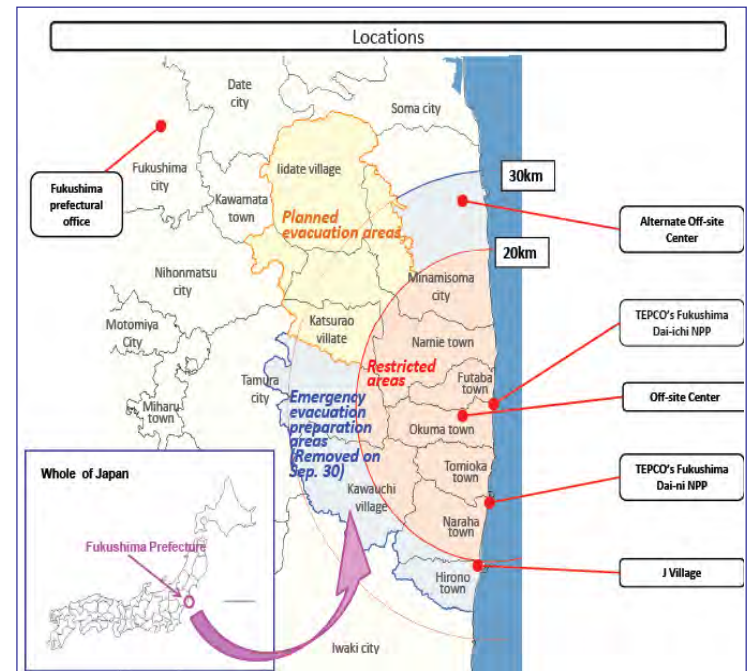 Locations
Date
city
Soma city
Fukushima
city
Fukushima
prefectural
office
Iidate village
Kawamata
town
30km
Alternate Off-site
Center
Planned
evacuation areas
20km
Nihonmatsu
city
Minamisoma
city
TEPCO's Fukushima
Dai-ichi NPP
Motomiya
City
Katsurao
villate
Namie town
Restricted
areas
Futaba
town
Tamura
city
Off-site Center
Miharu
town
Emergency
evacuation
preparation
areas
(Removed on
Sep. 30)
Okuma town
Tomioka
town
TEPCO's Fukushima
Dai-ni NPP
Whole of Japan
Kawauchi
village
Naraha
town
Fukushima Prefecture
Hirono
town
J Village
Iwaki city